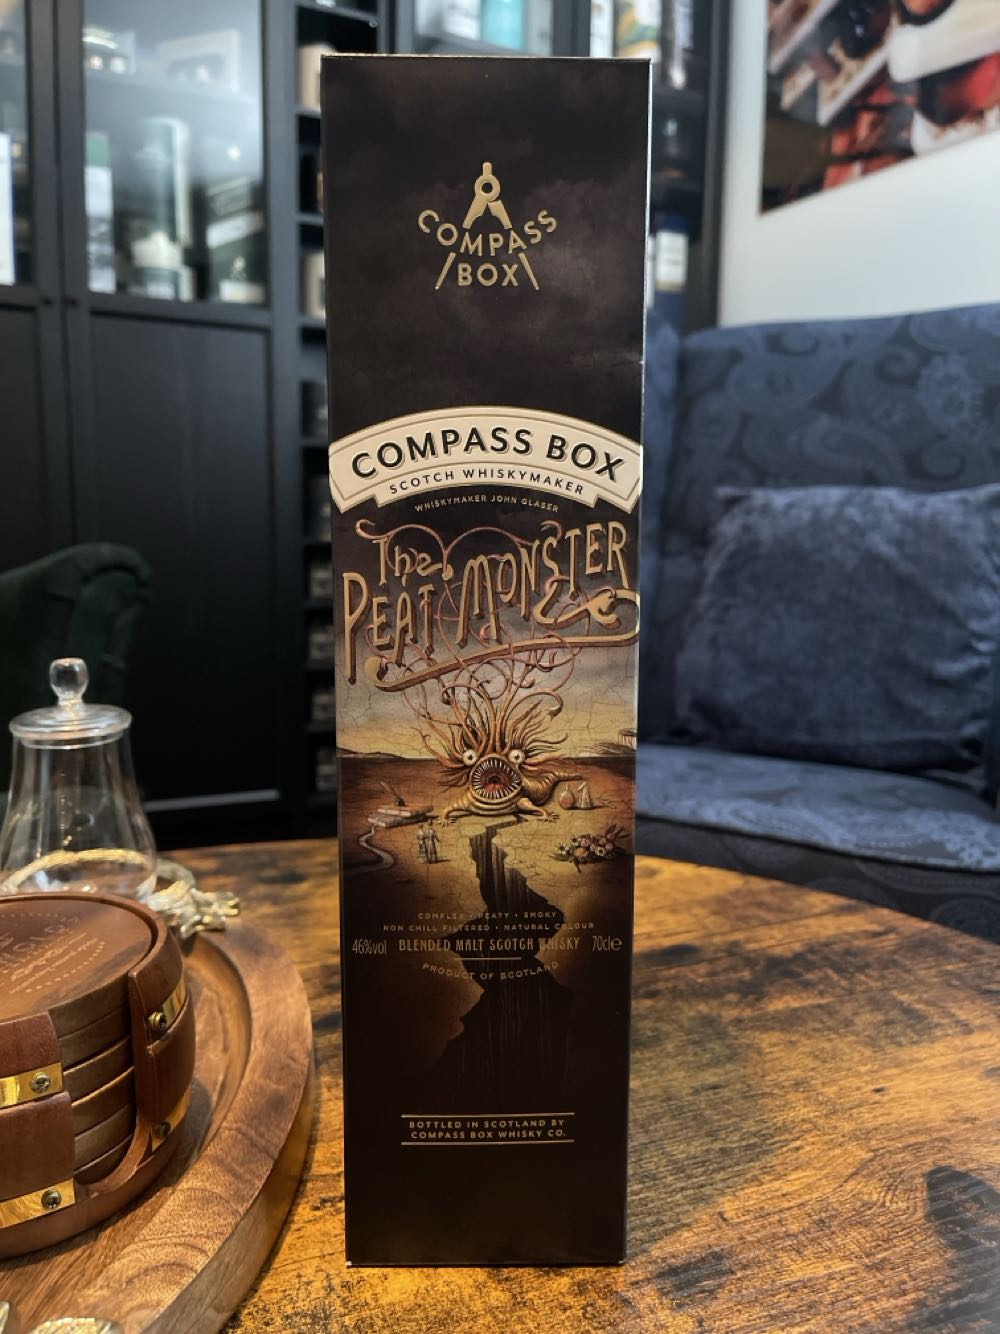 COMPASS
BOX
COMPASS BOX
SCOTCH WHISKYMAKER
WHISKYMAKER JOHN GLASER
The
PEAT MONSTER
COMPLEX • PEATY • SMOKY
NON CHILL FILTERED • NATURAL COLOUR
46%vol BLENDED MALT SCOTCH WHISKY 70cl℮
PRODUCT OF SCOTLAND
BOTTLED IN SCOTLAND BY
COMPASS BOX WHISKY CO.